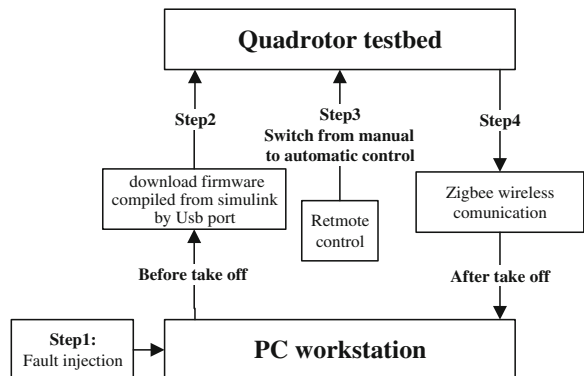 Quadrotor testbed
Step2
Step3
Switch from manual
to automatic control
Step4
download firmware
compiled from simulink
by Usb port
Retmote
control
Zigbee wireless
comunication
Before take off
After take off
Step1:
Fault injection
PC workstation